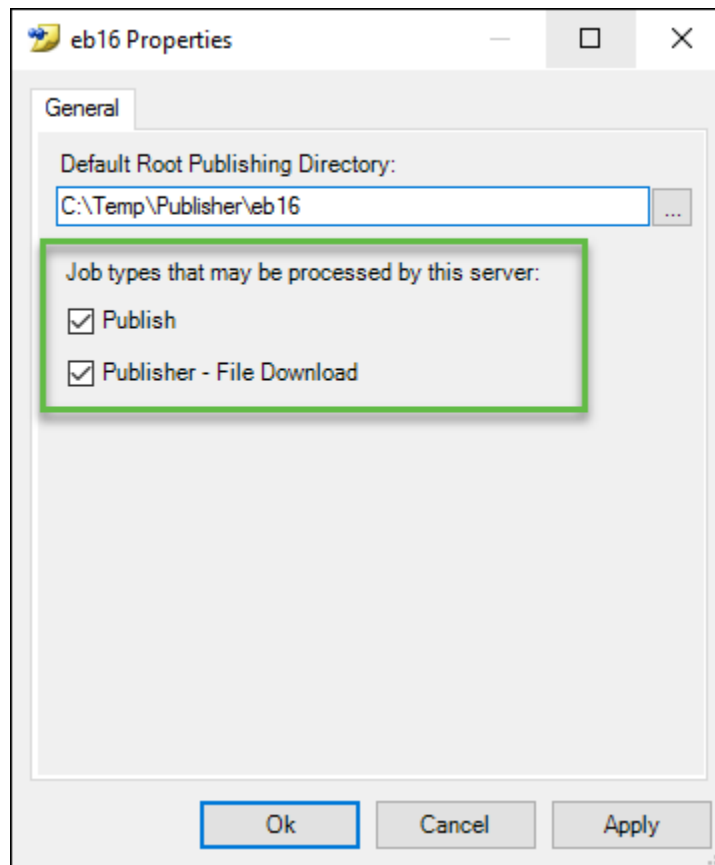 eb16 Properties
General
Default Root Publishing Directory:
C:\Temp\Publisher\eb16
...
Job types that may be processed by this server:
Publish
Publisher - File Download
Ok
Cancel
Apply